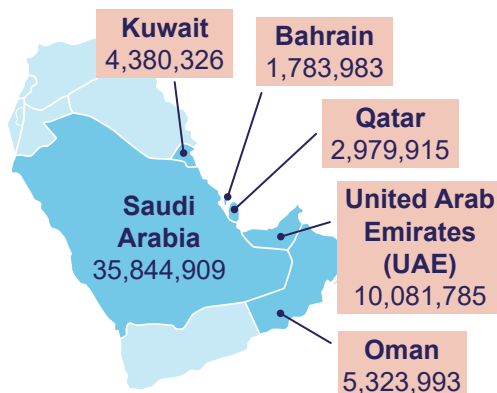 Kuwait
4,380,326
Bahrain
1,783,983
Qatar
2,979,915
Saudi
Arabia
35,844,909
United Arab
Emirates
(UAE)
10,081,785
Oman
5,323,993